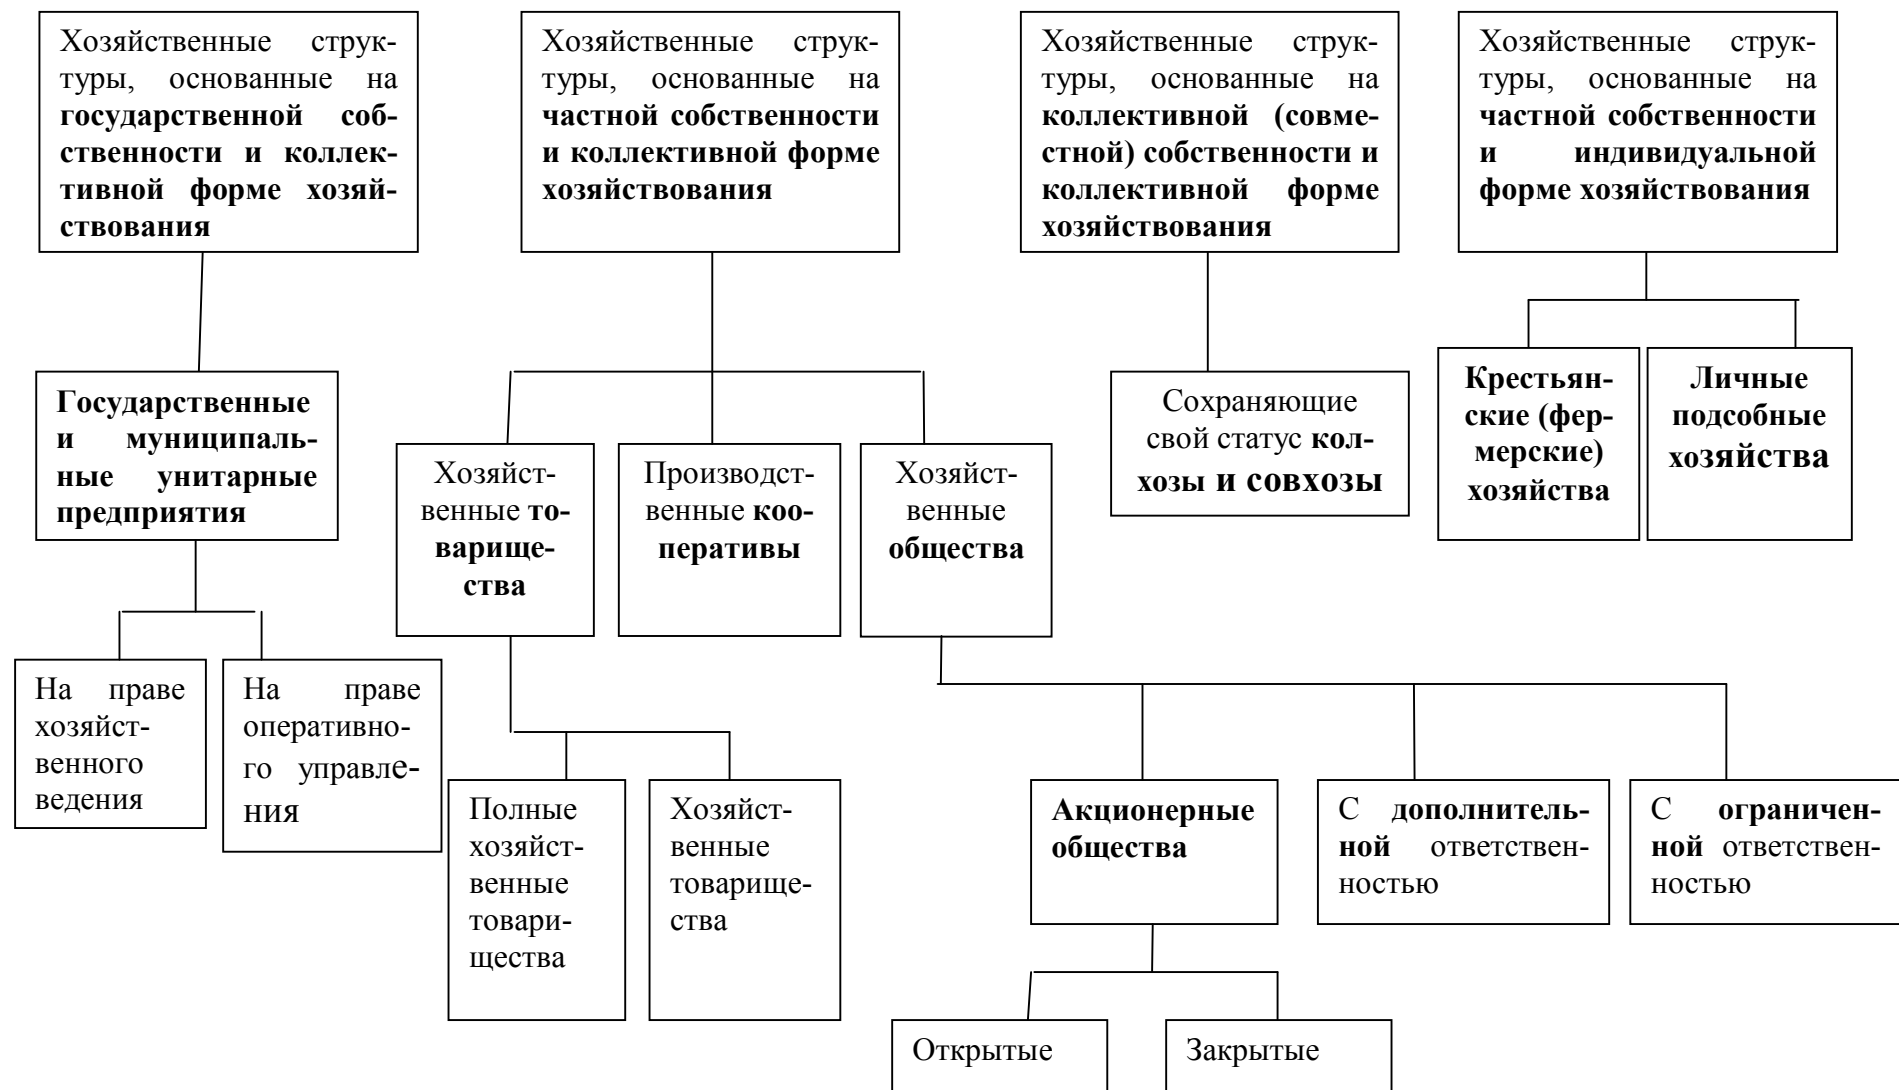 Хозяйственные струк-
туры, основанные на
государственной соб-
ственности и коллек-
тивной форме хозяй-
ствования
Хозяйственные струк-
туры, основанные на
частной собственности
и коллективной форме
хозяйствования
Хозяйственные струк-
туры, основанные на
коллективной (совме-
стной) собственности и
коллективной форме
хозяйствования
Хозяйственные струк-
туры, основанные на
частной собственности
и индивидуальной
форме хозяйствования
Государственные
и муниципаль-
ные унитарные
предприятия
Хозяйст-
венные то-
варище-
ства
Производст-
венные коо-
перативы
Хозяйст-
венные
общества
Сохраняющие
свой статус кол-
хозы и совхозы
Крестьян-
ские (фер-
мерские)
хозяйства
Личные
подсобные
хозяйства
На праве
хозяйст-
венного
ведения
На праве
оперативно-
го управле-
ния
Полные
хозяйст-
венные
товари-
щества
Хозяйст-
венные
товарище-
ства
Акционерные
общества
С дополнитель-
ной ответствен-
ностью
С ограничен-
ной ответствен-
ностью
Открытые
Закрытые